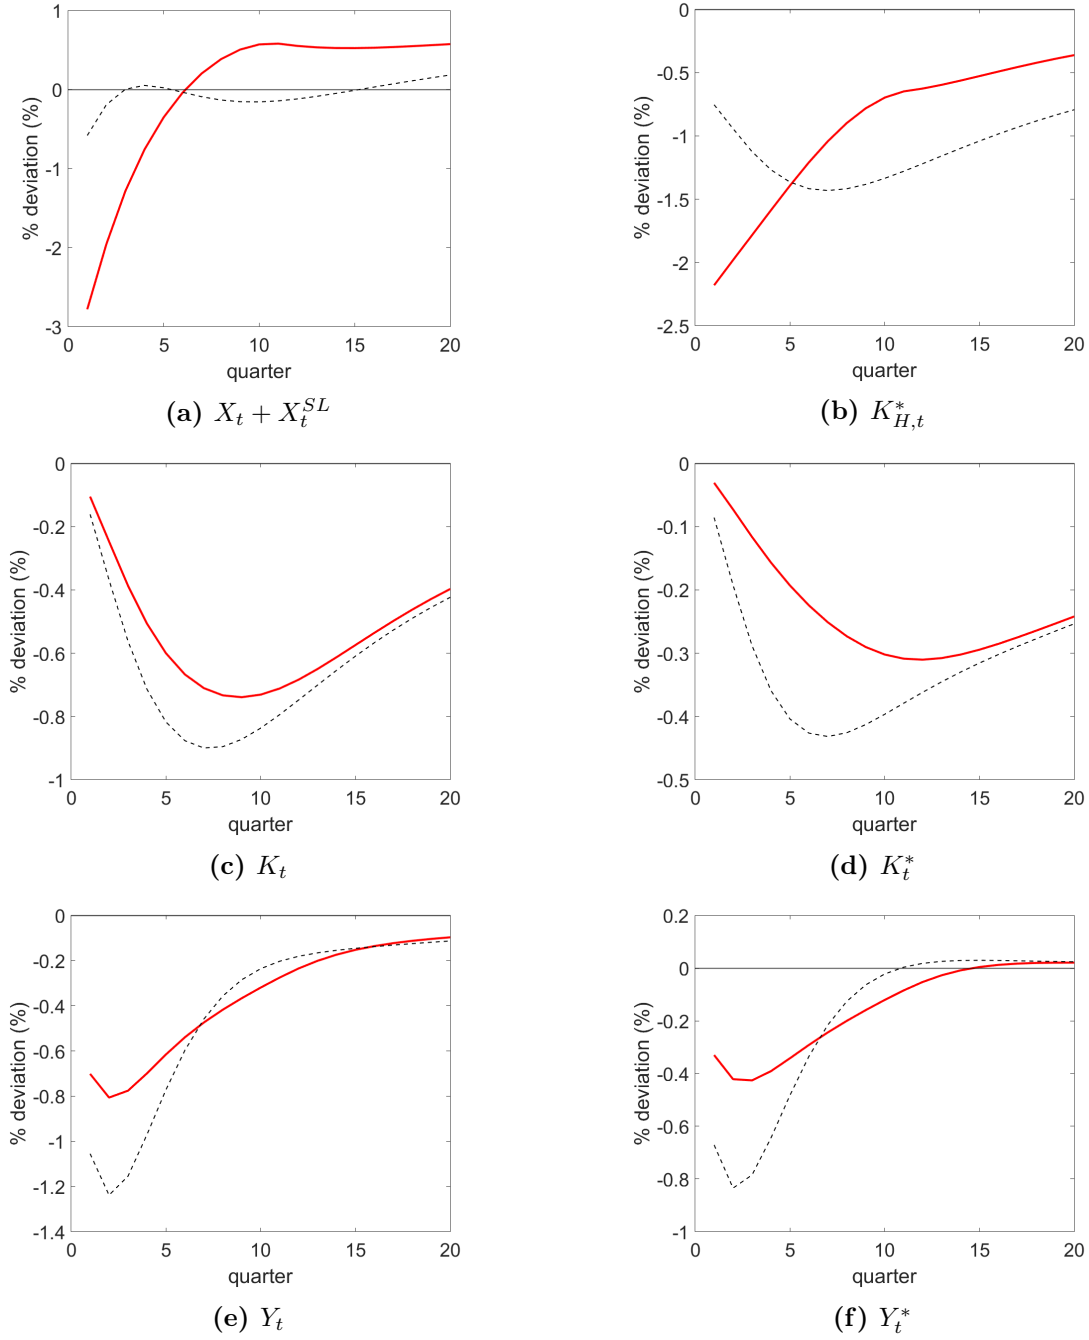 1
0
-1
-2
-3
0 5 10 15 20
% deviation (%)
quarter
(a) X_t + X_t^{SL}
0
-0.5
-1
-1.5
-2
-2.5
0 5 10 15 20
% deviation (%)
quarter
(b) K^*_{H,t}
0
-0.2
-0.4
-0.6
-0.8
-1
0 5 10 15 20
% deviation (%)
quarter
(c) K_t
0
-0.1
-0.2
-0.3
-0.4
-0.5
0 5 10 15 20
% deviation (%)
quarter
(d) K_t^*
0
-0.2
-0.4
-0.6
-0.8
-1
-1.2
-1.4
0 5 10 15 20
% deviation (%)
quarter
(e) Y_t
0.2
0
-0.2
-0.4
-0.6
-0.8
-1
0 5 10 15 20
% deviation (%)
quarter
(f) Y_t^*